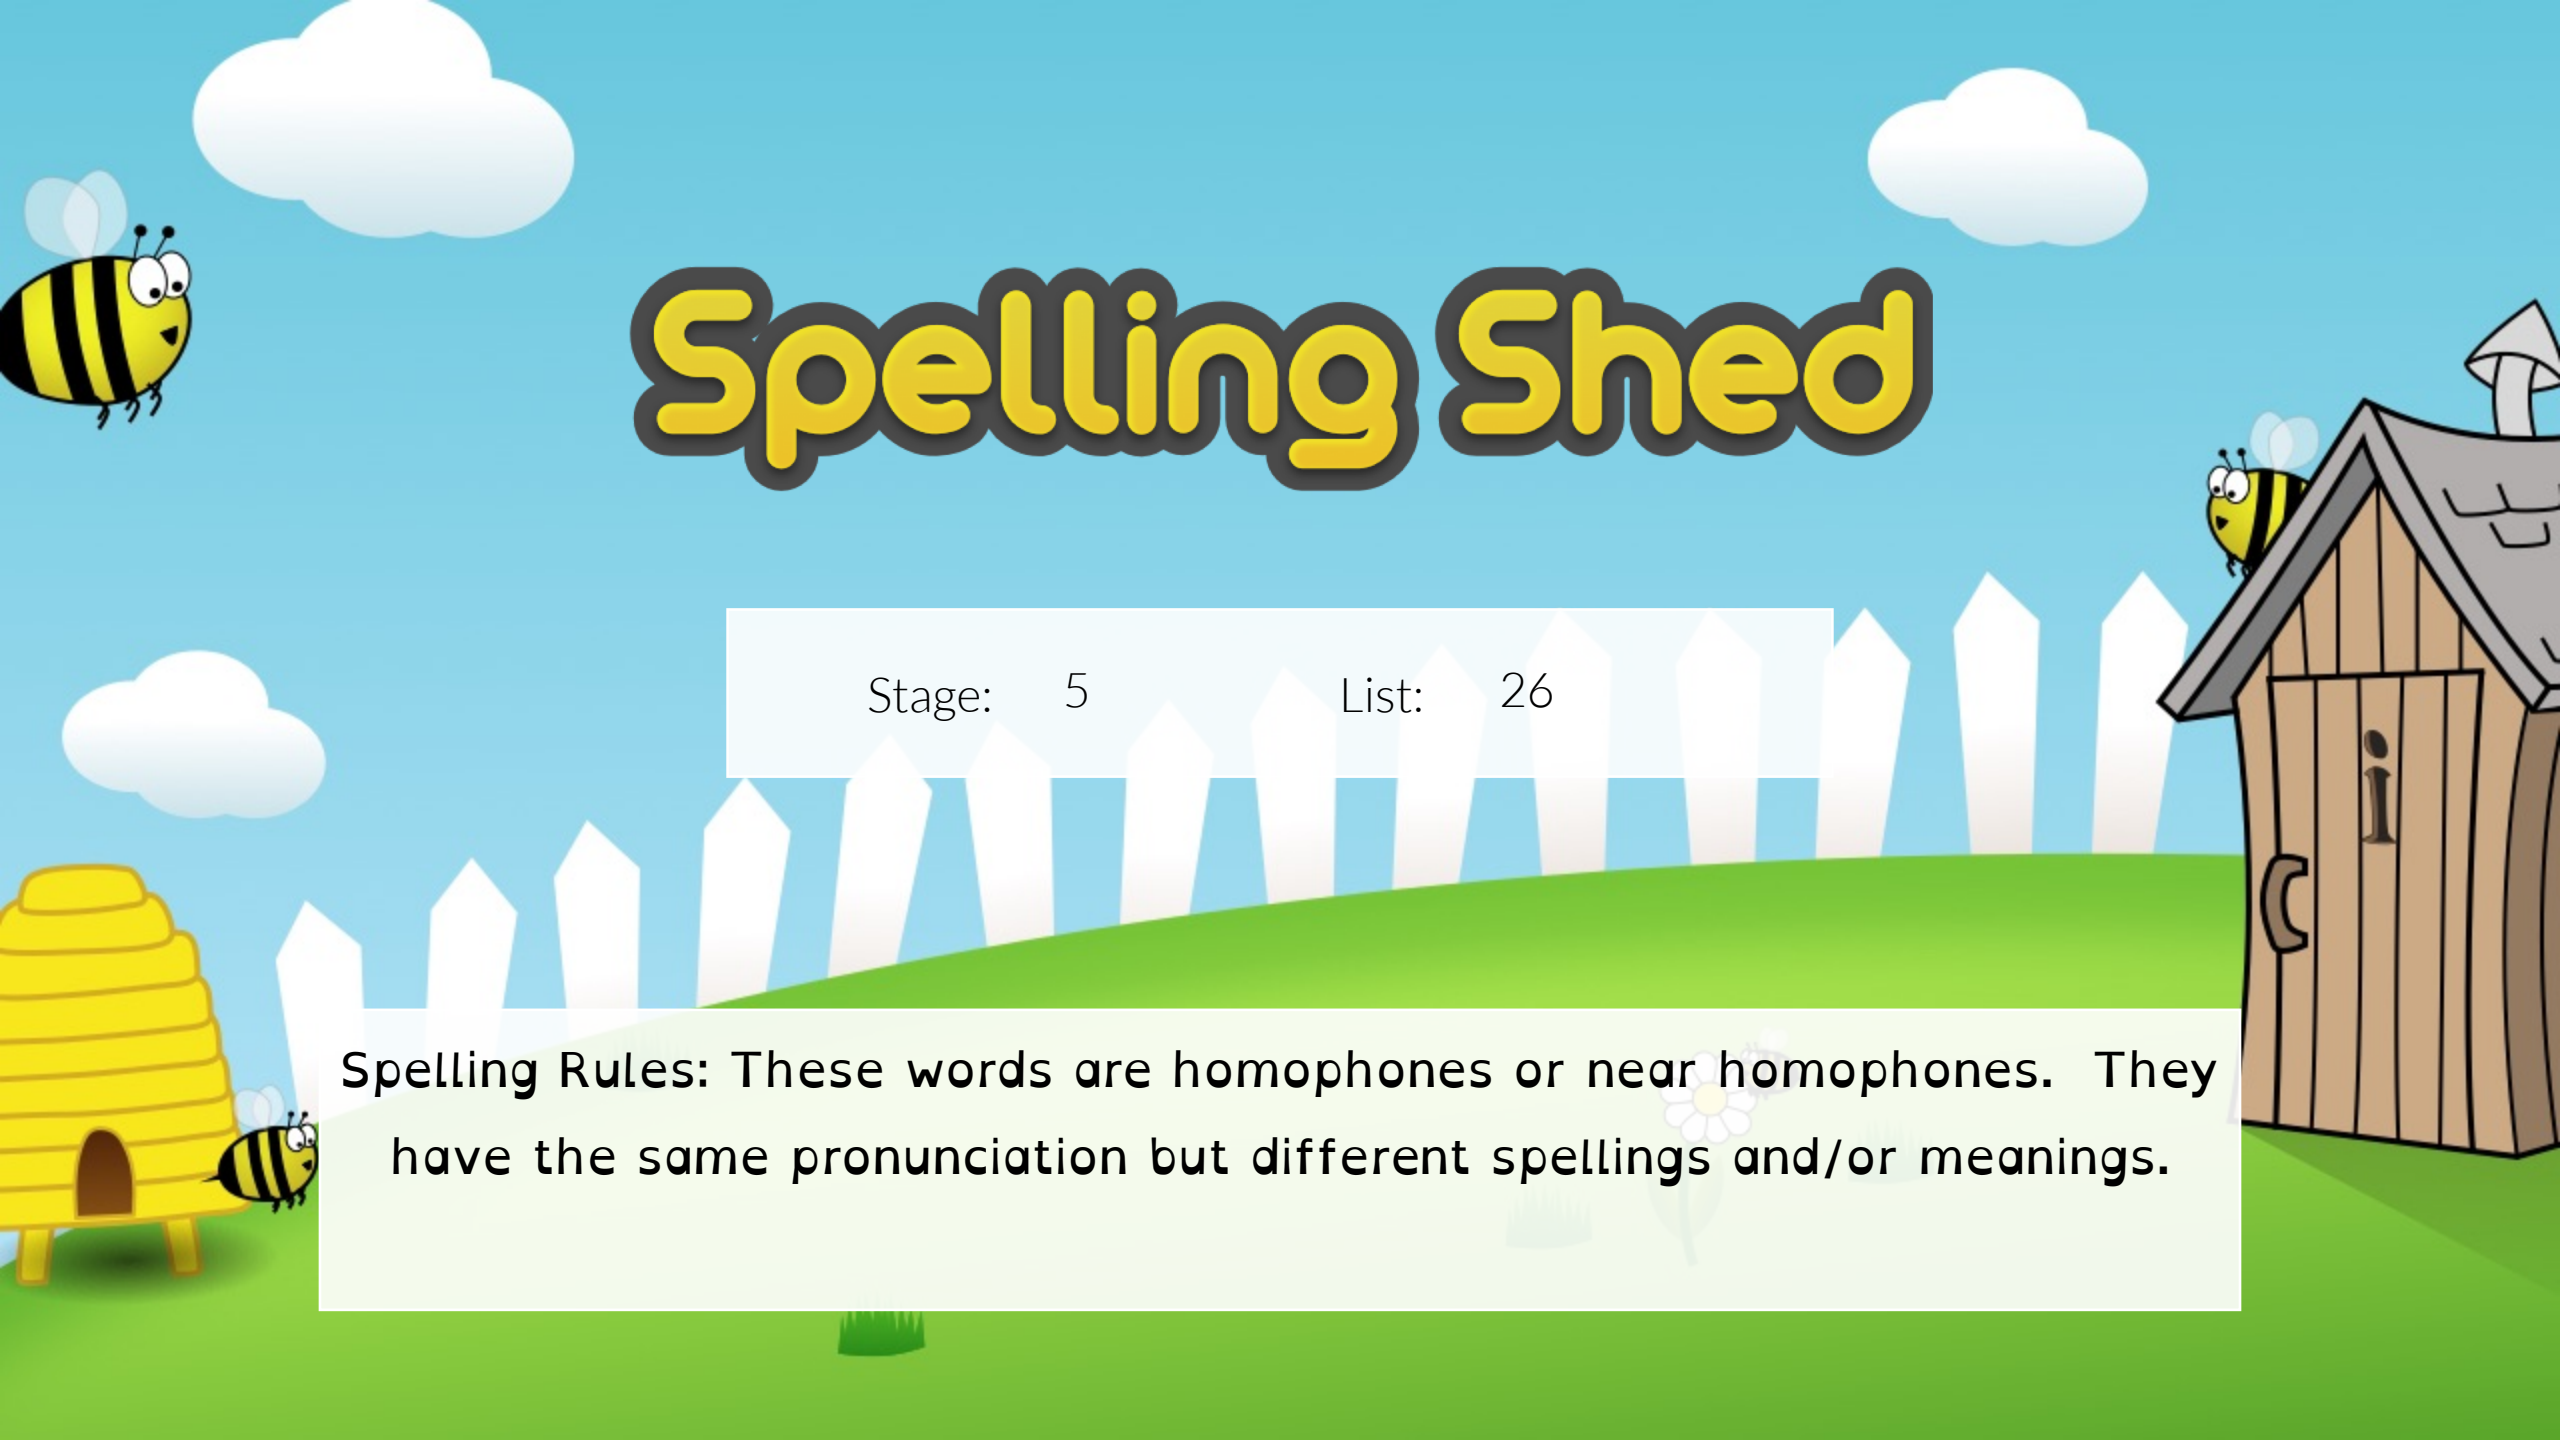 Spelling Shed
Stage: 5 List: 26
i
Spelling Rules: These words are homophones or near homophones. They
have the same pronunciation but different spellings and/or meanings.